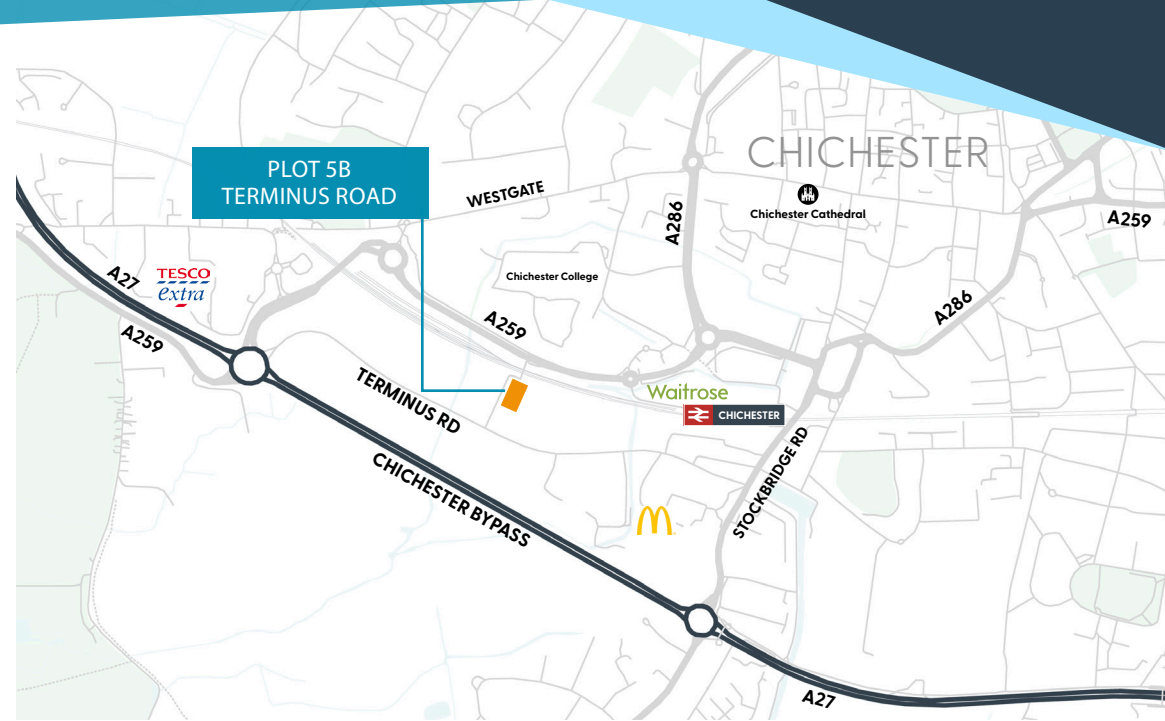 CHICHESTER
PLOT 5B
TERMINUS ROAD
WESTGATE
Chichester Cathedral
A286
A259
TESCO
extra
A27
Chichester College
A259
A286
A259
TERMINUS RD
Waitrose
CHICHESTER
CHICHESTER BYPASS
STOCKBRIDGE RD
A27